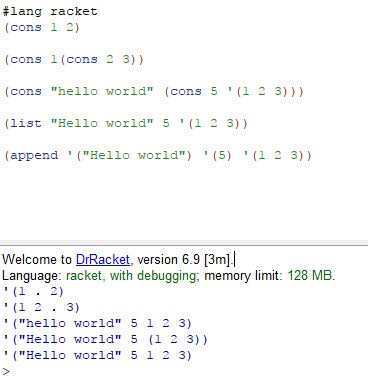 #lang racket
(cons 1 2)
(cons 1(cons 2 3))
(cons "hello world" (cons 5 '(1 2 3)))
(list "Hello world" 5 '(1 2 3))
(append '("Hello world") '(5) '(1 2 3))
Welcome to DrRacket, version 6.9 [3m].
Language: racket, with debugging; memory limit: 128 MB.
'(1 . 2)
'(1 2 . 3)
'("hello world" 5 1 2 3)
'("Hello world" 5 (1 2 3))
'("Hello world" 5 1 2 3)
>